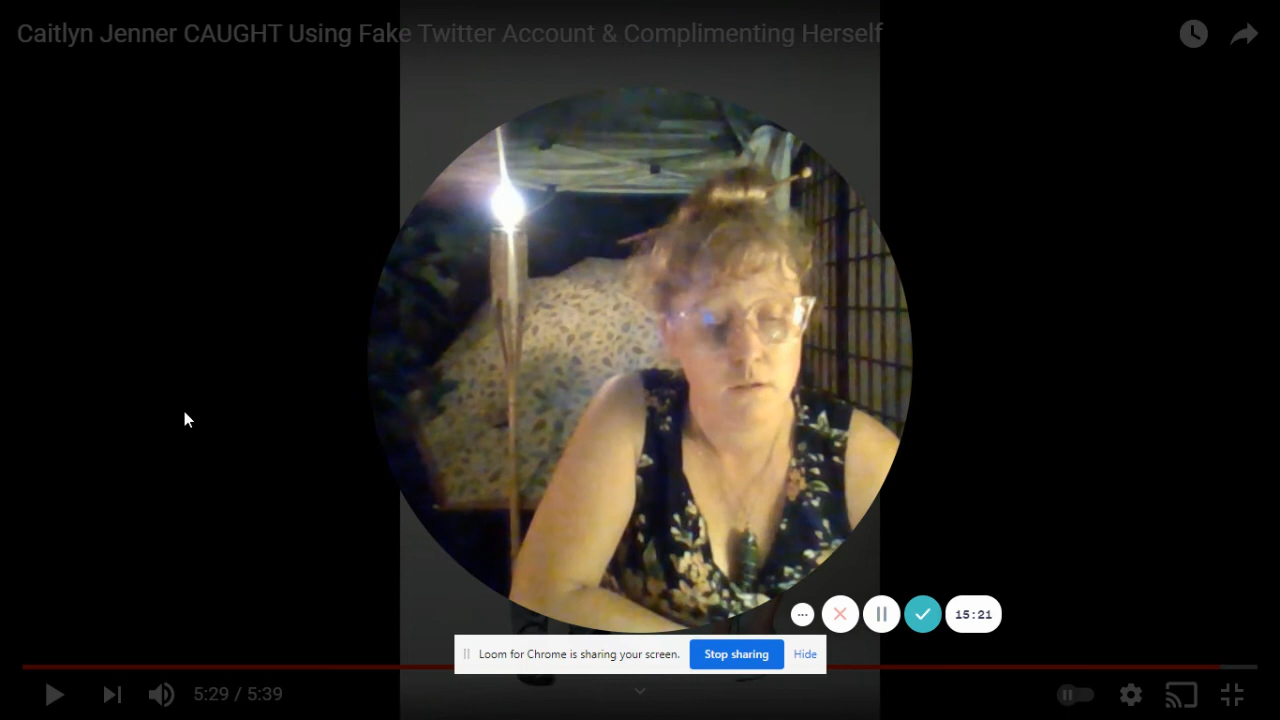 Caitlyn Jenner CAUGHT Using Fake Twitter Account & Complimenting Herself
15:21
Loom for Chrome is sharing your screen. Stop sharing Hide
5:29 / 5:39